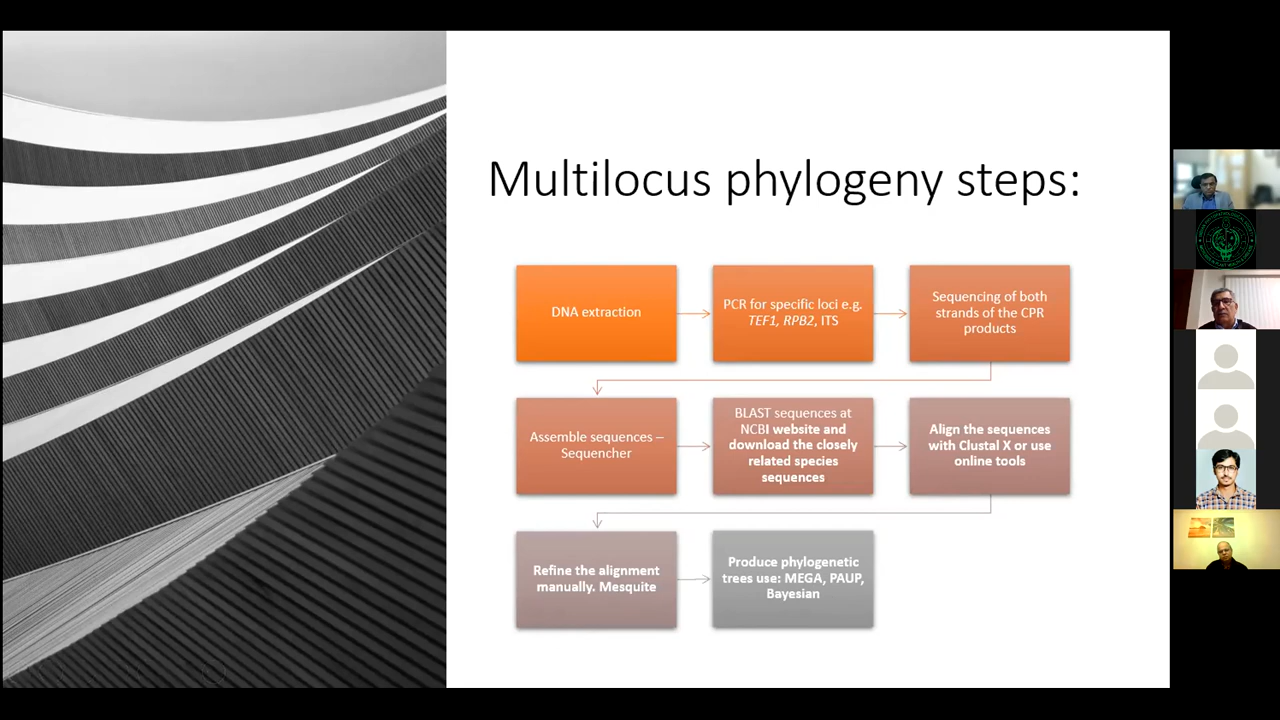 Multilocus phylogeny steps:
DNA extraction
PCR for specific loci e.g.
TEF1, RPB2, ITS
Sequencing of both
strands of the CPR
products
Assemble sequences –
Sequencher
BLAST sequences at
NCBI website and
download the closely
related species
sequences
Align the sequences
with Clustal X or use
online tools
Refine the alignment
manually. Mesquite
Produce phylogenetic
trees use: MEGA, PAUP,
Bayesian